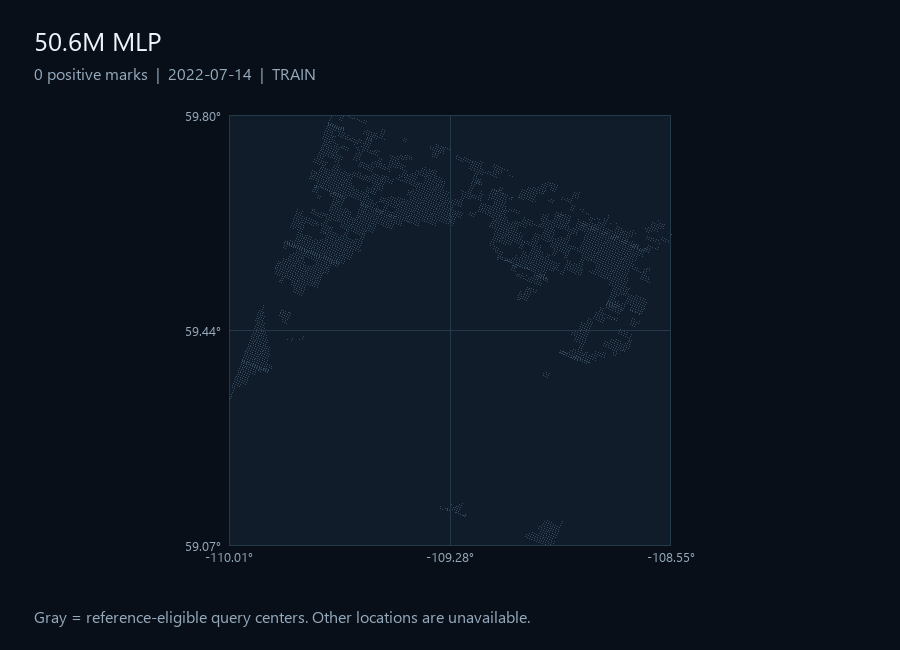 50.6M MLP
0 positive marks | 2022-07-14 | TRAIN
59.80°
59.44°
59.07°
-110.01° -109.28° -108.55°
Gray = reference-eligible query centers. Other locations are unavailable.